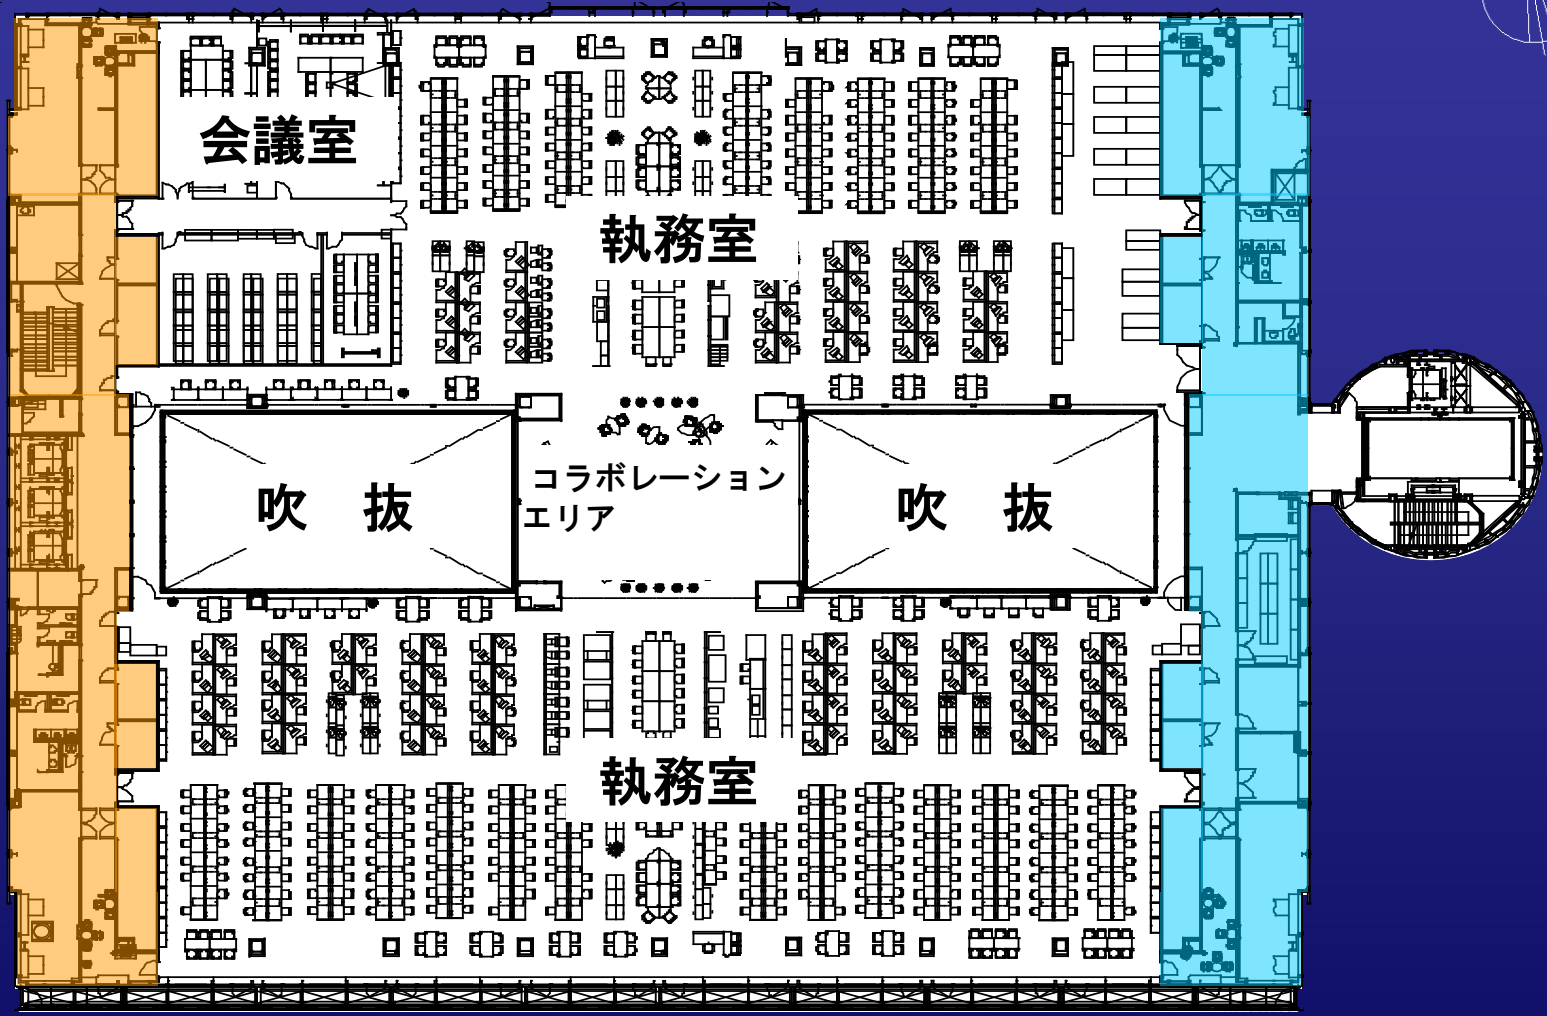 会議室
執務室
コラボレーション
エリア
吹 抜
吹 抜
執務室